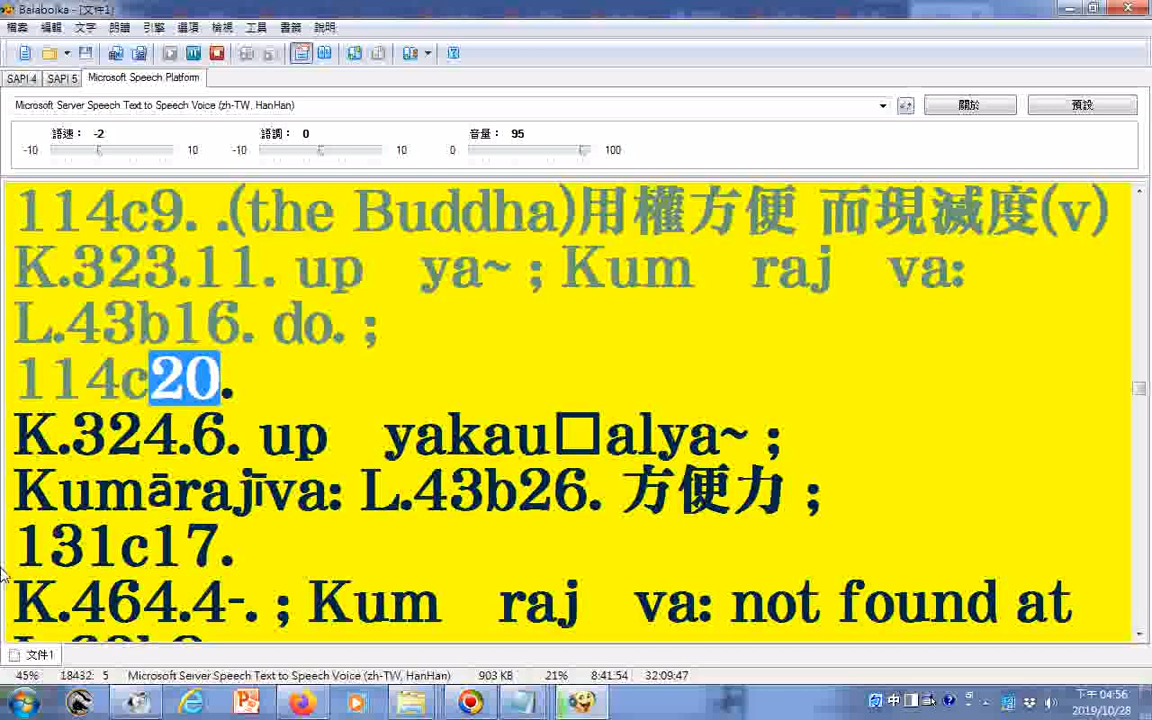 Balabolka - [文件1]
檔案 編輯 文字 朗讀 引擎 選項 檢視 工具 書籤 說明
SAPI 4 SAPI 5 Microsoft Speech Platform
Microsoft Server Speech Text to Speech Voice (zh-TW, HanHan) 關於 預設
語速： -2 語調： 0 音量： 95
-10 10 -10 10 0 100
114c9. .(the Buddha)用權方便 而現滅度(v)
K.323.11. up ya~ ; Kum raj va:
L.43b16. do. ;
114c20.
K.324.6. up yakau□alya~ ;
Kumārajīva: L.43b26. 方便力 ;
131c17.
K.464.4-. ; Kum raj va: not found at
文件1
45% 18432: 5 Microsoft Server Speech Text to Speech Voice (zh-TW, HanHan) 903 KB 21% 8:41:54 32:09:47
中 下午 04:56
2019/10/28